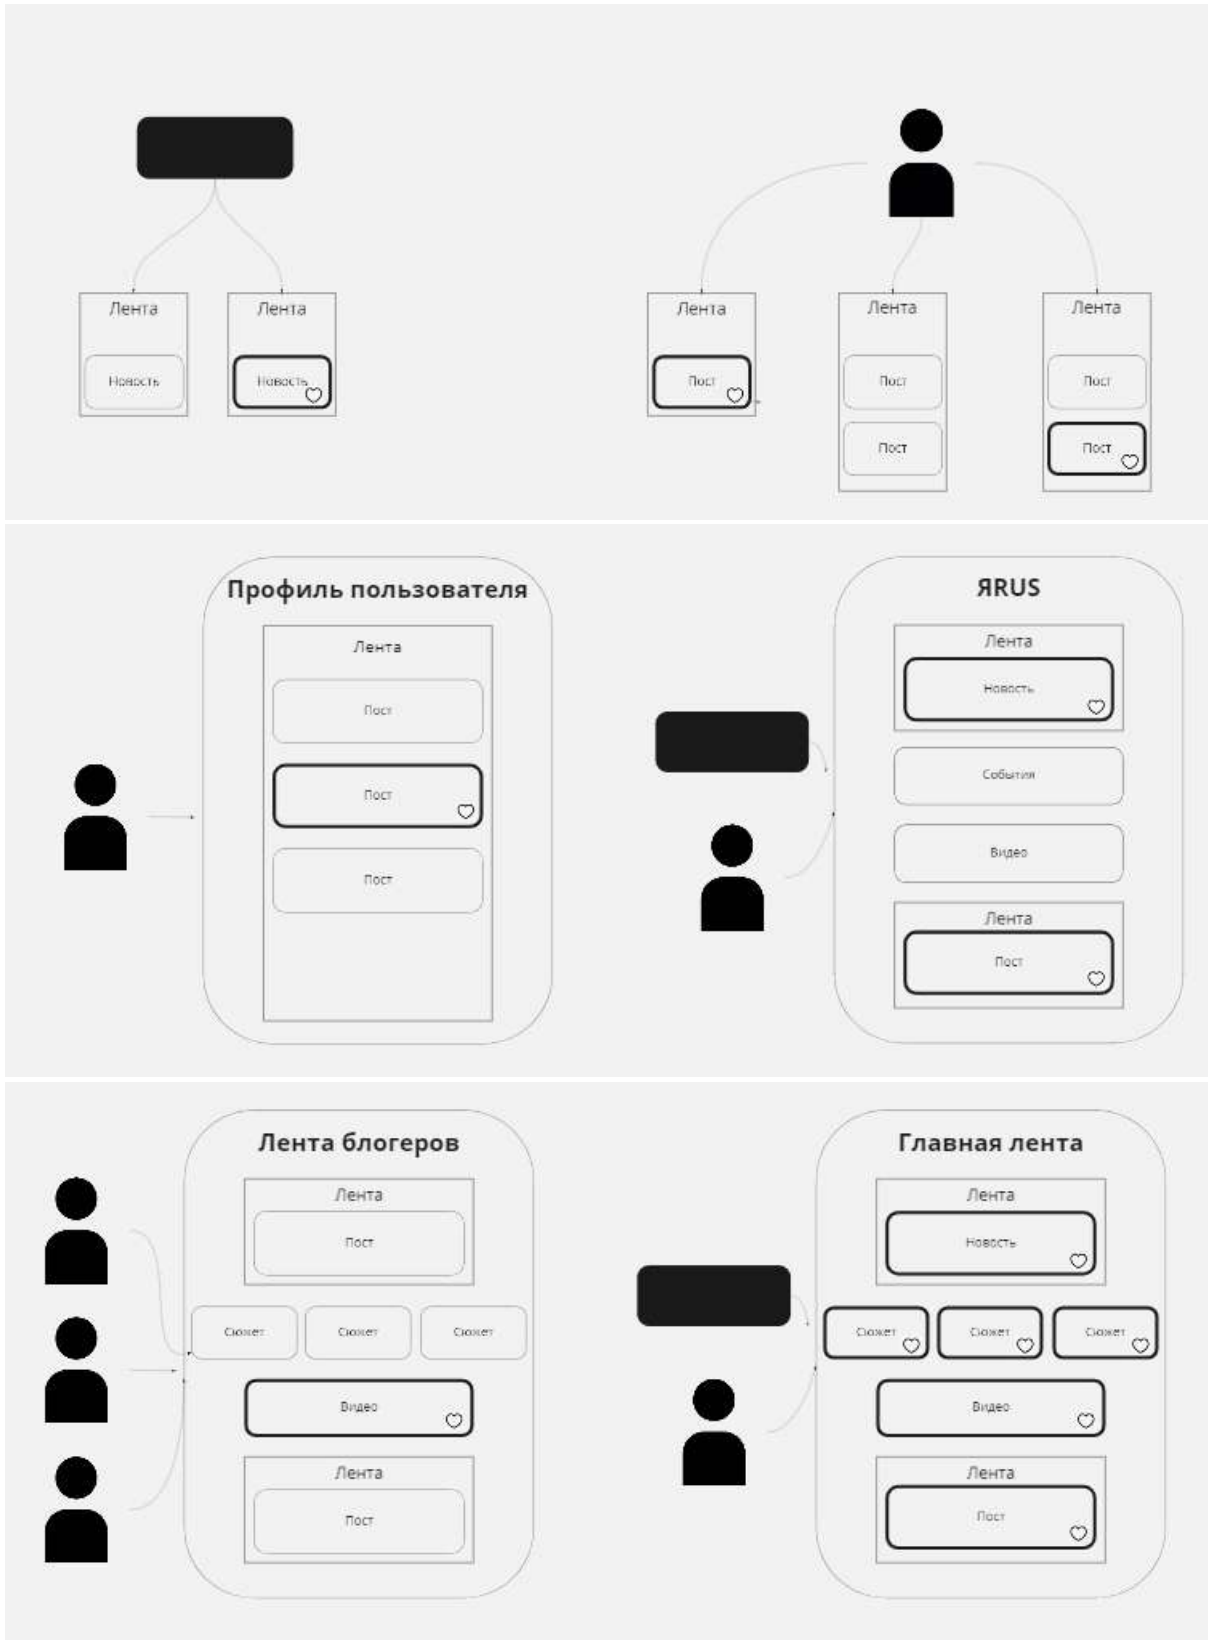 Лента
Новость
Лента
Новость
Лента
Пост
Лента
Пост
Пост
Лента
Пост
Пост
Профиль пользователя
Лента
Пост
Пост
Пост
ЯRUS
Лента
Новость
События
Видео
Лента
Пост
Лента блогеров
Лента
Пост
Сюжет
Сюжет
Сюжет
Видео
Лента
Пост
Главная лента
Лента
Новость
Сюжет
Сюжет
Сюжет
Видео
Лента
Пост